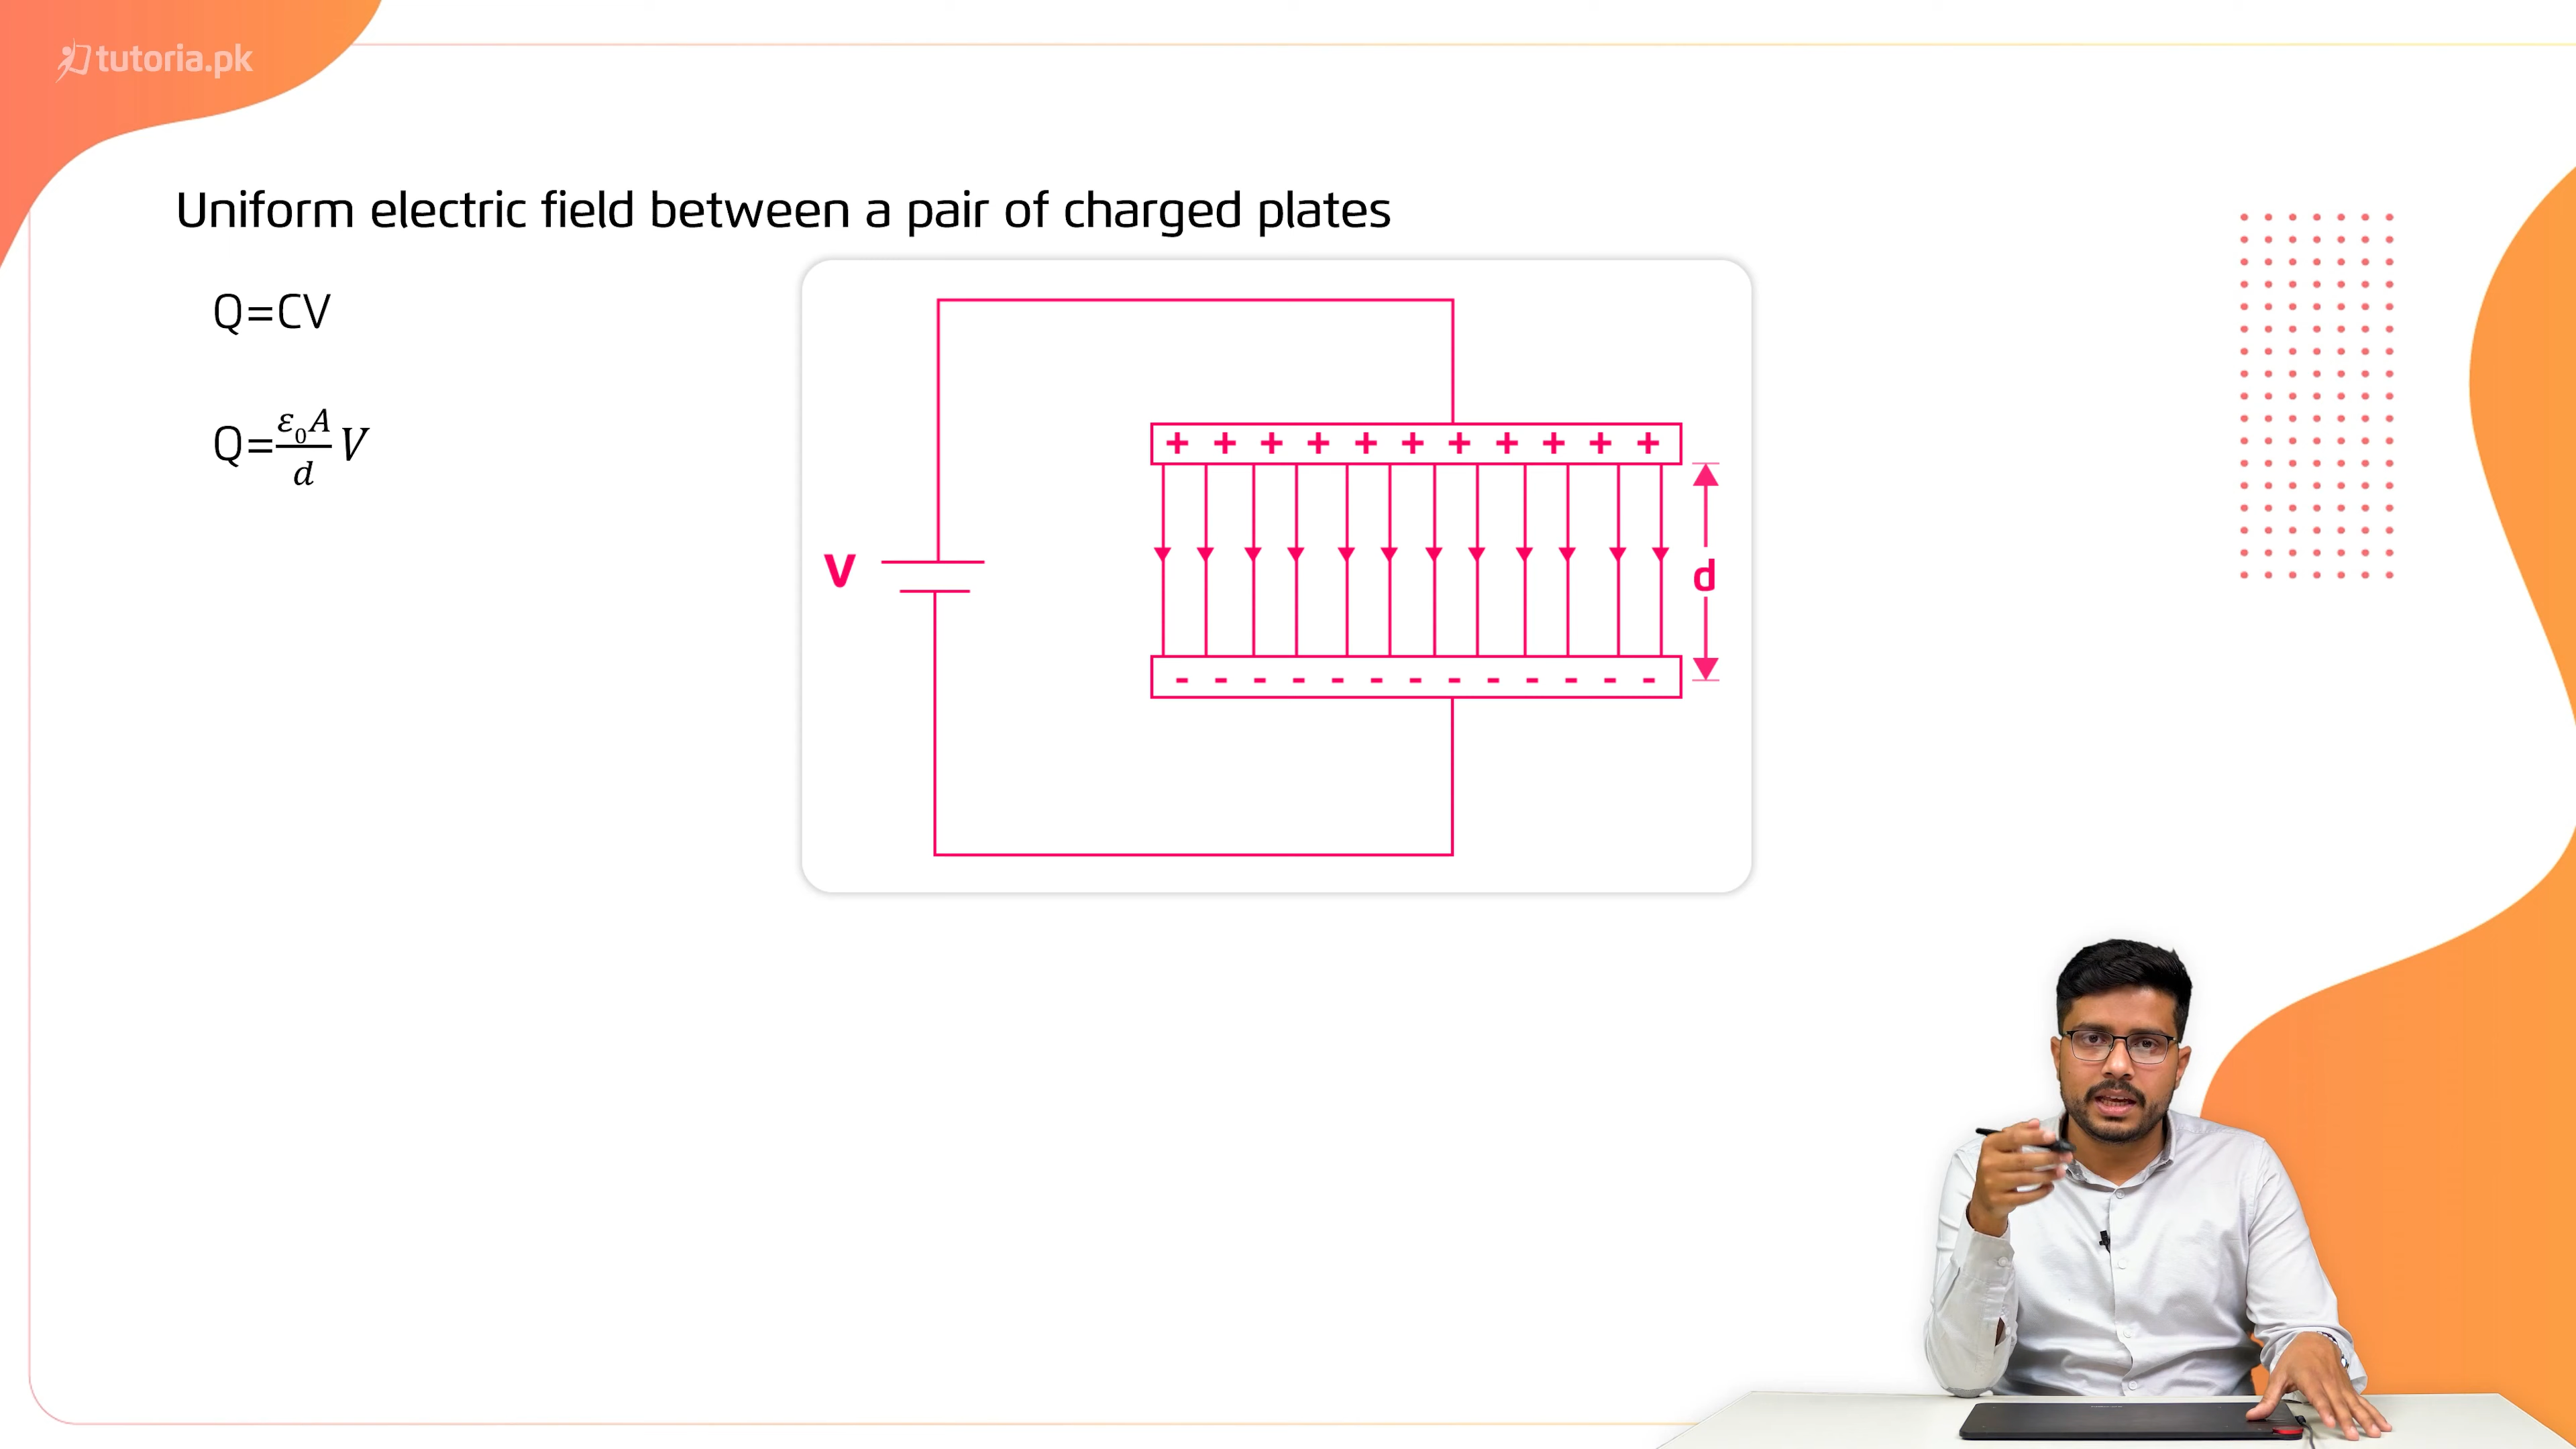 tutoria.pk
Uniform electric field between a pair of charged plates
Q=CV
Q=ε₀A/d V
+ + + + + + + + + + +
V
d
- - - - - - - - - - - - -